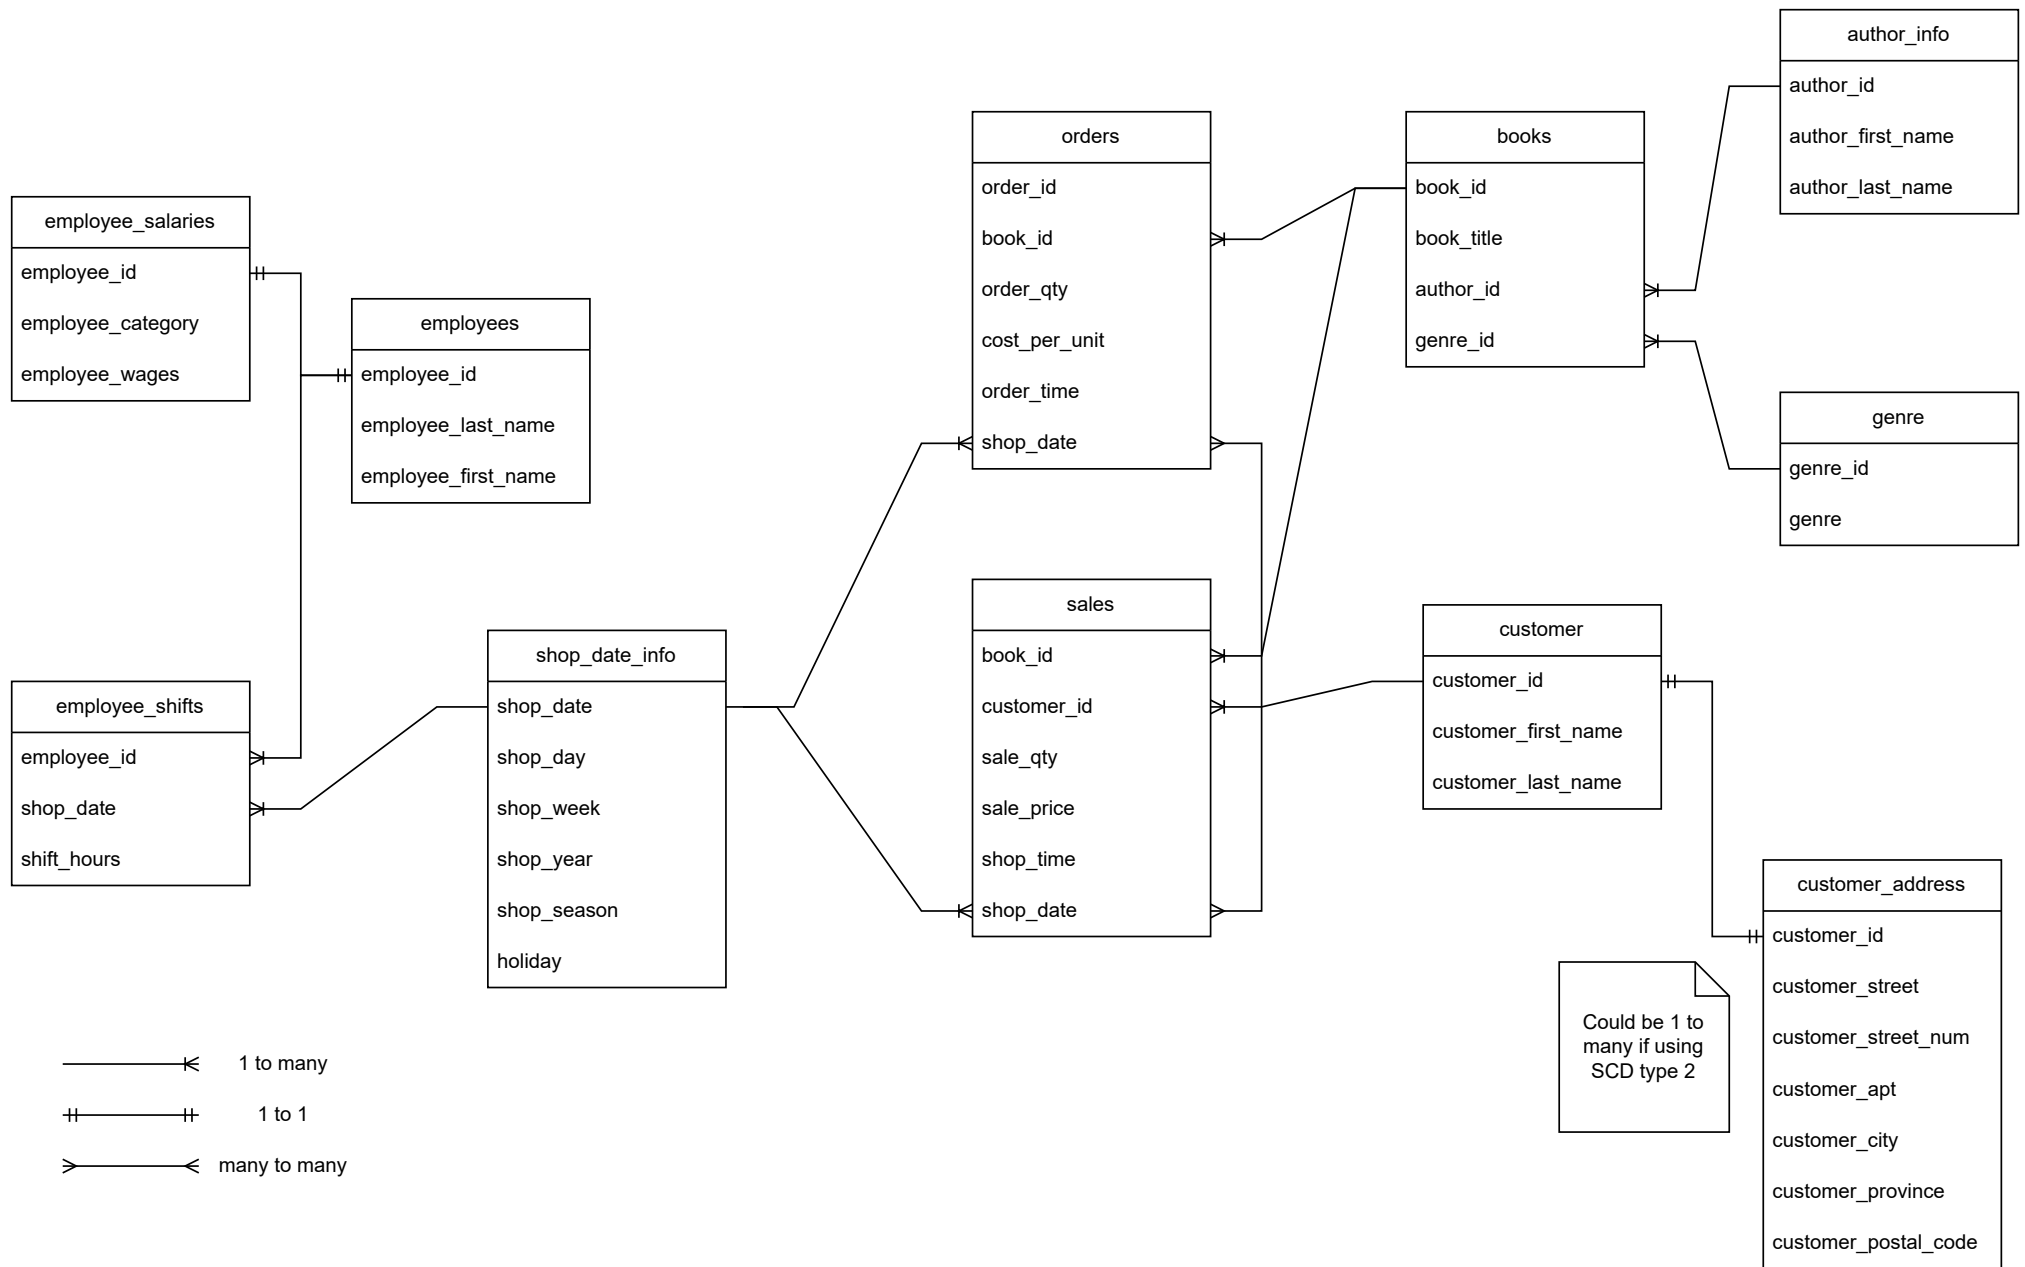 author_info
author_id
author_first_name
author_last_name
orders
order_id
book_id
order_qty
cost_per_unit
order_time
shop_date
books
book_id
book_title
author_id
genre_id
employee_salaries
employee_id
employee_category
employee_wages
employees
employee_id
employee_last_name
employee_first_name
genre
genre_id
genre
sales
book_id
customer_id
sale_qty
sale_price
shop_time
shop_date
customer
customer_id
customer_first_name
customer_last_name
shop_date_info
shop_date
shop_day
shop_week
shop_year
shop_season
holiday
employee_shifts
employee_id
shop_date
shift_hours
customer_address
customer_id
customer_street
customer_street_num
customer_apt
customer_city
customer_province
customer_postal_code
Could be 1 to
many if using
SCD type 2
1 to many
1 to 1
many to many